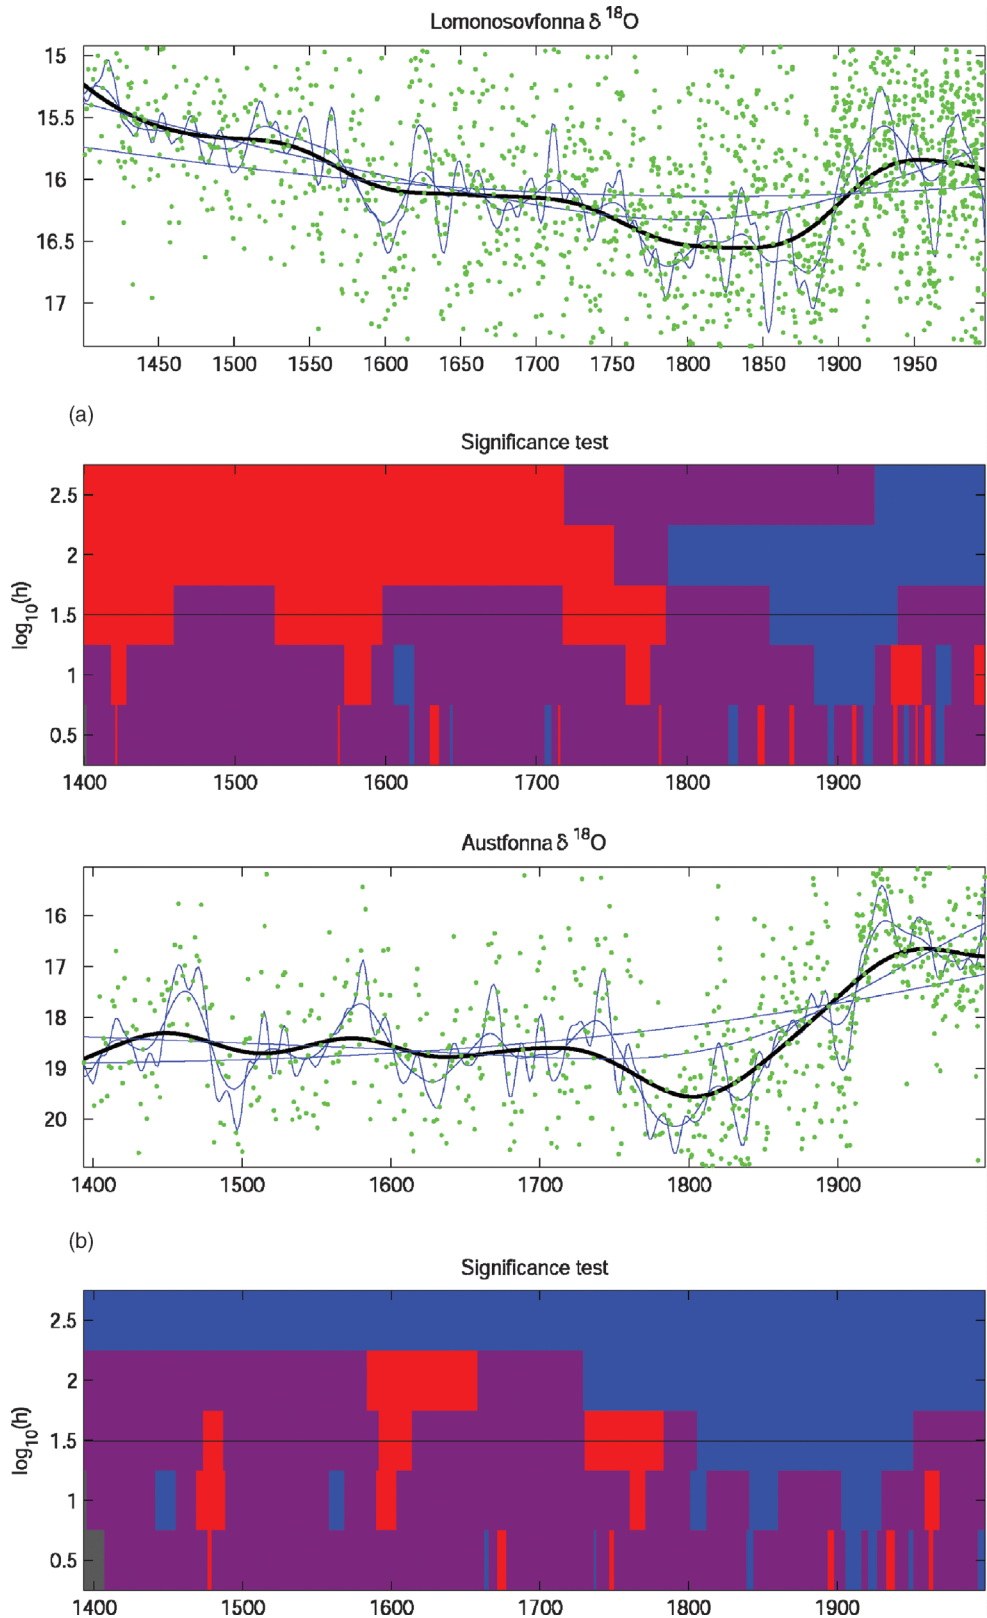 Lomonosovfonna δ ¹⁸O
15
15.5
16
16.5
17
1450 1500 1550 1600 1650 1700 1750 1800 1850 1900 1950
(a)
Significance test
2.5
2
1.5
1
0.5
log₁₀(h)
1400 1500 1600 1700 1800 1900
Austfonna δ ¹⁸O
16
17
18
19
20
1400 1500 1600 1700 1800 1900
(b)
Significance test
2.5
2
1.5
1
0.5
log₁₀(h)
1400 1500 1600 1700 1800 1900